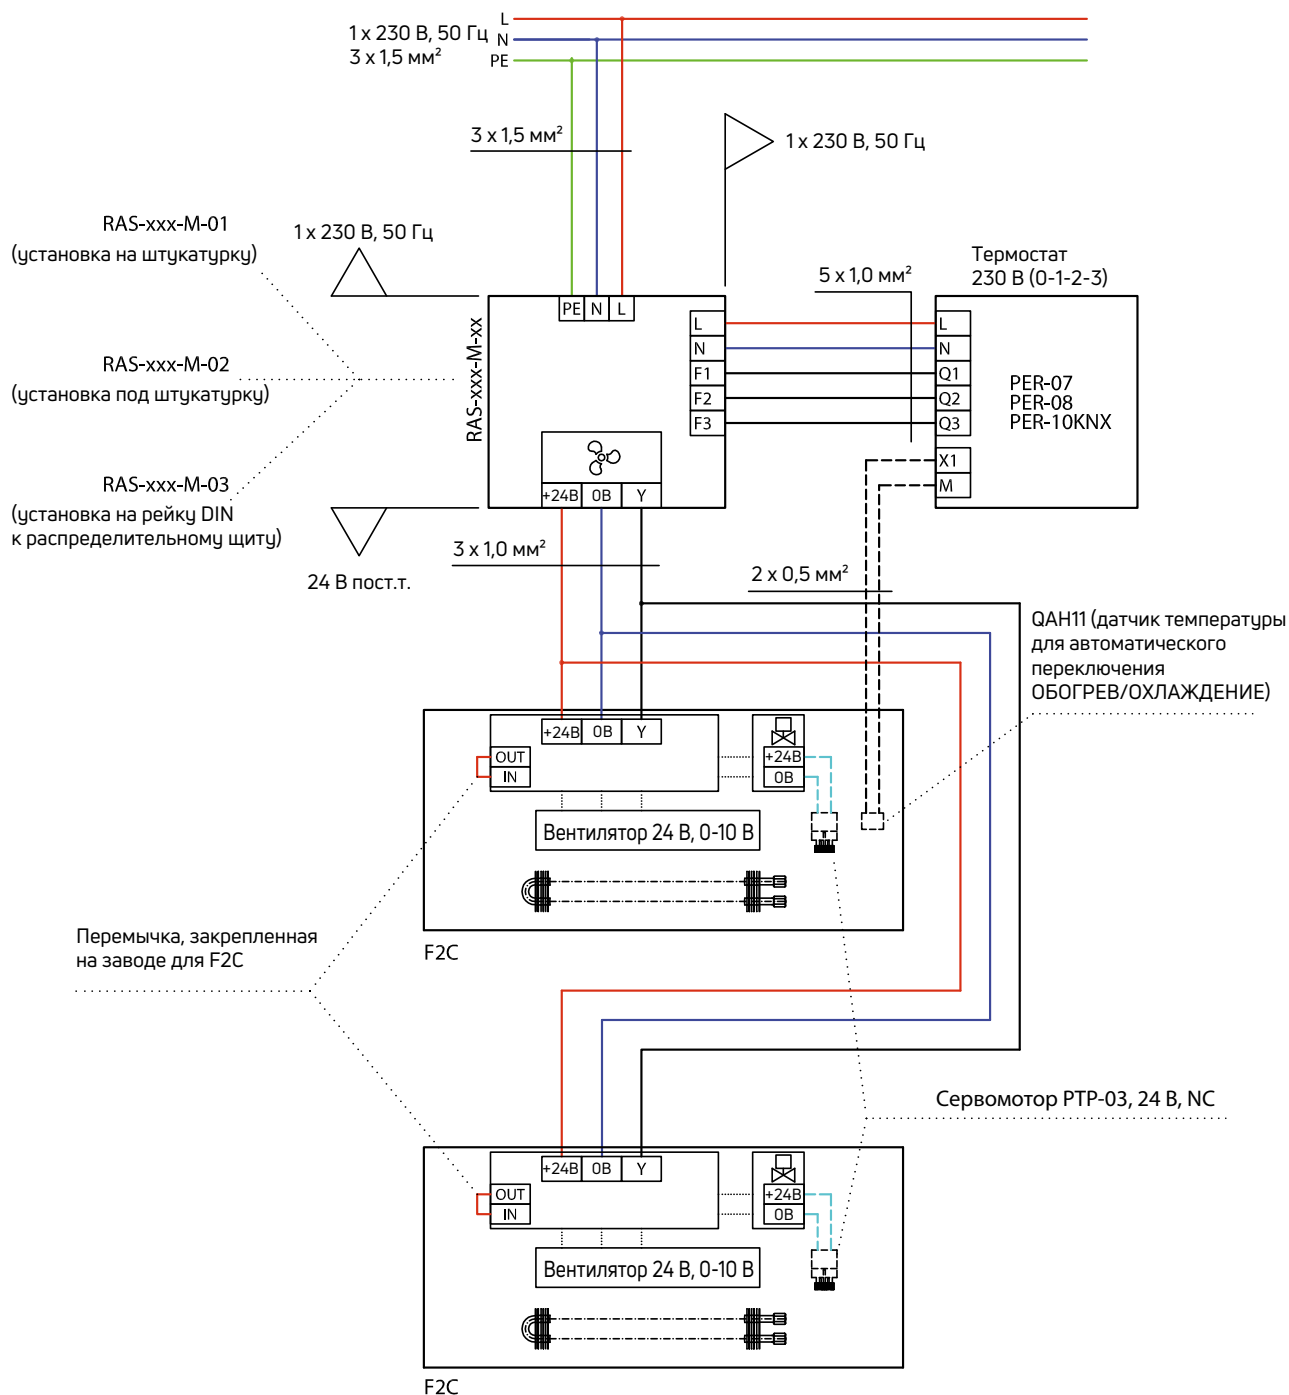 L
1 x 230 В, 50 Гц N
3 x 1,5 мм² PE
3 x 1,5 мм²
1 x 230 В, 50 Гц
RAS-xxx-M-01
(установка на штукатурку)
1 x 230 В, 50 Гц
Термостат
230 В (0-1-2-3)
5 x 1,0 мм²
RAS-xxx-M-xx
PE N L
L
N
F1
F2
F3
L
N
Q1
Q2
Q3
X1
M
PER-07
PER-08
PER-10KNX
RAS-xxx-M-02
(установка под штукатурку)
RAS-xxx-M-03
(установка на рейку DIN
к распределительному щиту)
+24В 0В Y
24 В пост.т.
3 x 1,0 мм²
2 x 0,5 мм²
QAH11 (датчик температуры
для автоматического
переключения
ОБОГРЕВ/ОХЛАЖДЕНИЕ)
+24В 0В Y
OUT
IN
+24В
0В
Вентилятор 24 В, 0-10 В
F2C
Перемычка, закрепленная
на заводе для F2C
Сервомотор PTP-03, 24 В, NC
+24В 0В Y
OUT
IN
+24В
0В
Вентилятор 24 В, 0-10 В
F2C